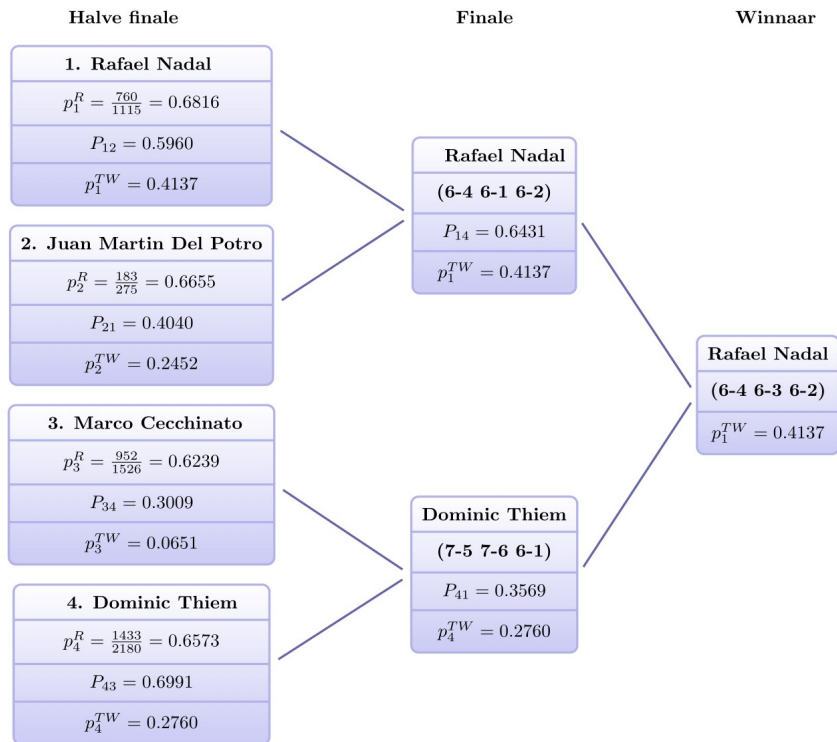 Halve finale
Finale
Winnaar
1. Rafael Nadal
p_1^R = 760/1115 = 0.6816
P_12 = 0.5960
p_1^TW = 0.4137
2. Juan Martin Del Potro
p_2^R = 183/275 = 0.6655
P_21 = 0.4040
p_2^TW = 0.2452
3. Marco Cecchinato
p_3^R = 952/1526 = 0.6239
P_34 = 0.3009
p_3^TW = 0.0651
4. Dominic Thiem
p_4^R = 1433/2180 = 0.6573
P_43 = 0.6991
p_4^TW = 0.2760
Rafael Nadal
(6-4 6-1 6-2)
P_14 = 0.6431
p_1^TW = 0.4137
Dominic Thiem
(7-5 7-6 6-1)
P_41 = 0.3569
p_4^TW = 0.2760
Rafael Nadal
(6-4 6-3 6-2)
p_1^TW = 0.4137